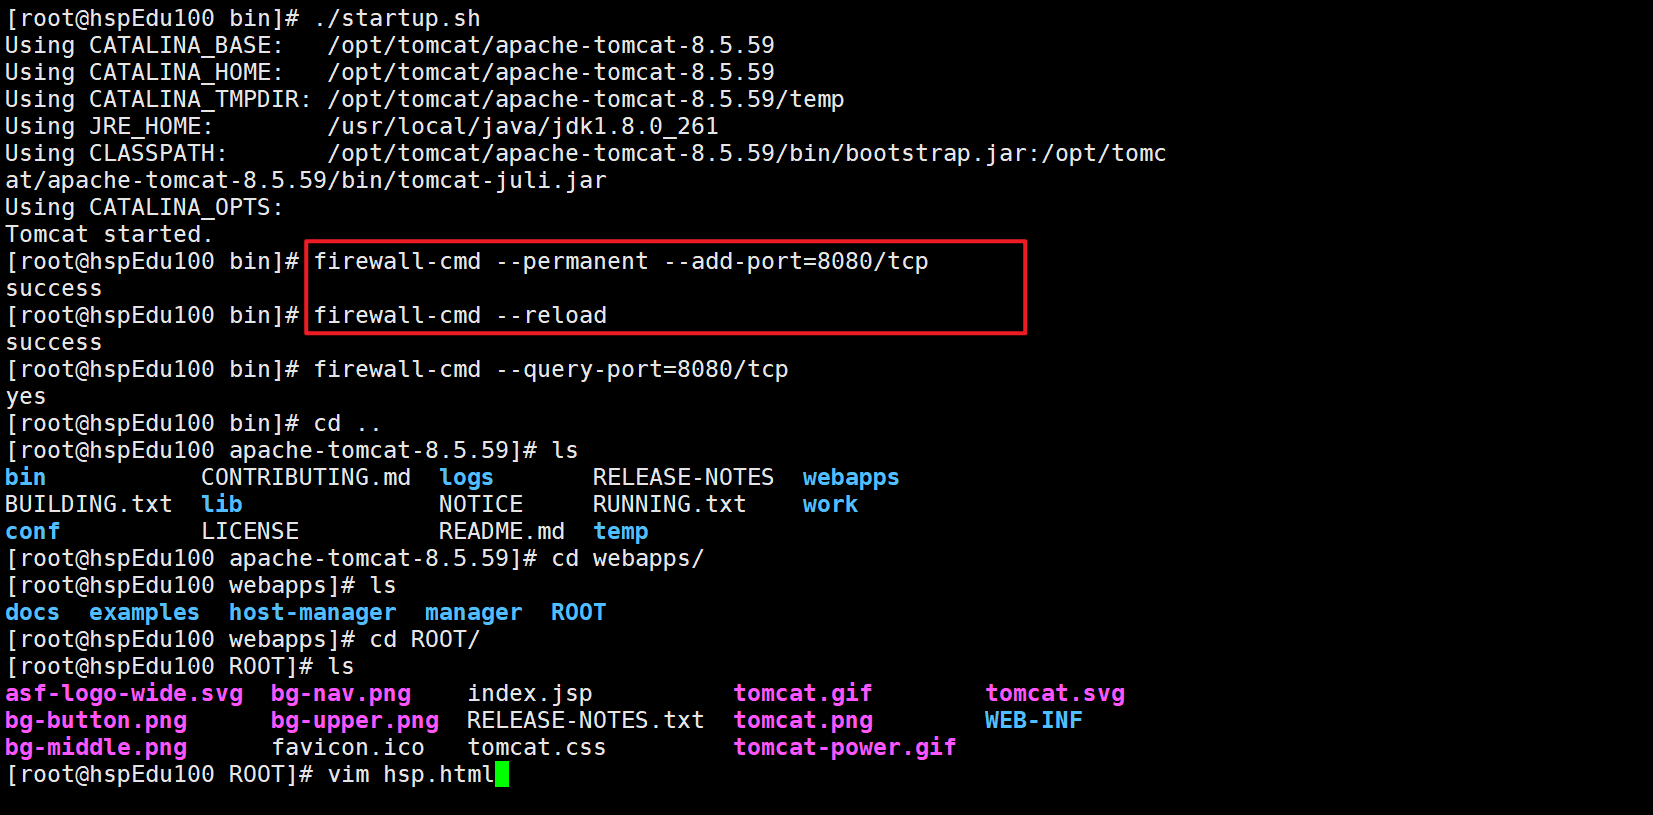 [root@hspEdu100 bin]# ./startup.sh
Using CATALINA_BASE:   /opt/tomcat/apache-tomcat-8.5.59
Using CATALINA_HOME:   /opt/tomcat/apache-tomcat-8.5.59
Using CATALINA_TMPDIR: /opt/tomcat/apache-tomcat-8.5.59/temp
Using JRE_HOME:        /usr/local/java/jdk1.8.0_261
Using CLASSPATH:       /opt/tomcat/apache-tomcat-8.5.59/bin/bootstrap.jar:/opt/tomc
at/apache-tomcat-8.5.59/bin/tomcat-juli.jar
Using CATALINA_OPTS:
Tomcat started.
[root@hspEdu100 bin]# firewall-cmd --permanent --add-port=8080/tcp
success
[root@hspEdu100 bin]# firewall-cmd --reload
success
[root@hspEdu100 bin]# firewall-cmd --query-port=8080/tcp
yes
[root@hspEdu100 bin]# cd ..
[root@hspEdu100 apache-tomcat-8.5.59]# ls
bin           CONTRIBUTING.md  logs       RELEASE-NOTES  webapps
BUILDING.txt  lib              NOTICE     RUNNING.txt    work
conf          LICENSE          README.md  temp
[root@hspEdu100 apache-tomcat-8.5.59]# cd webapps/
[root@hspEdu100 webapps]# ls
docs  examples  host-manager  manager  ROOT
[root@hspEdu100 webapps]# cd ROOT/
[root@hspEdu100 ROOT]# ls
asf-logo-wide.svg  bg-nav.png    index.jsp          tomcat.gif        tomcat.svg
bg-button.png      bg-upper.png  RELEASE-NOTES.txt  tomcat.png        WEB-INF
bg-middle.png      favicon.ico   tomcat.css         tomcat-power.gif
[root@hspEdu100 ROOT]# vim hsp.html